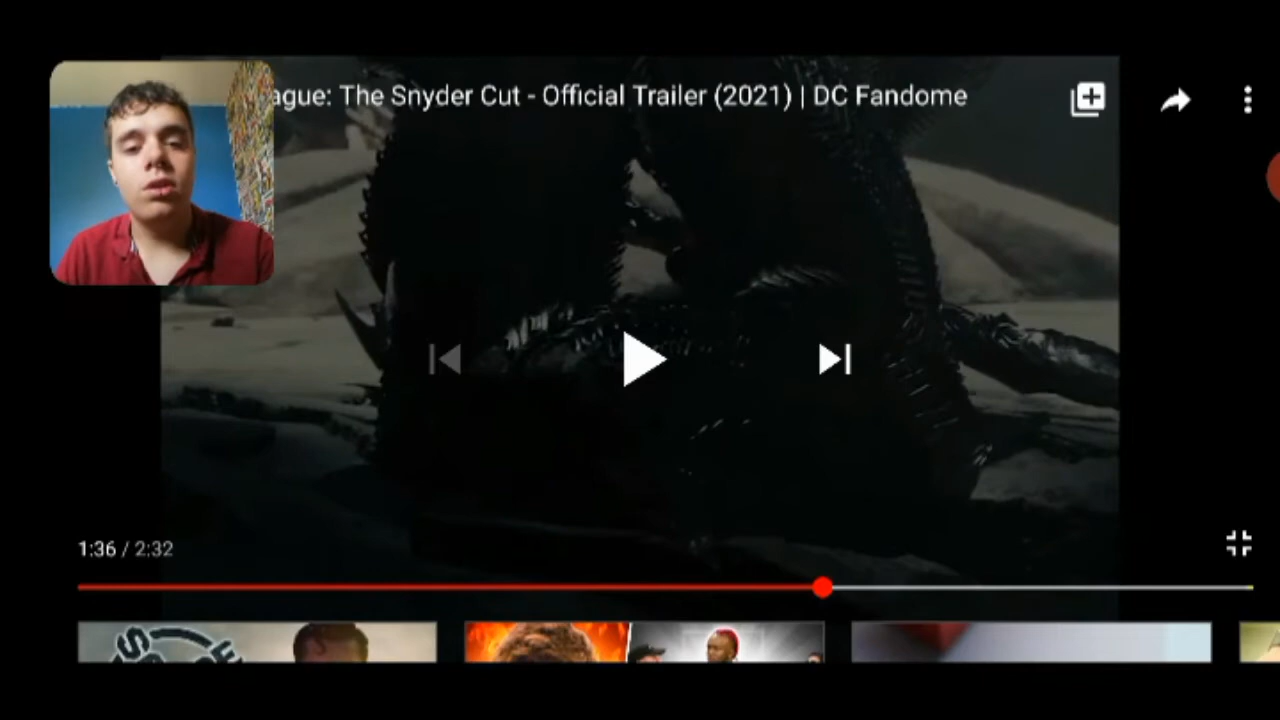 ague: The Snyder Cut - Official Trailer (2021) | DC Fandome
1:36 / 2:32